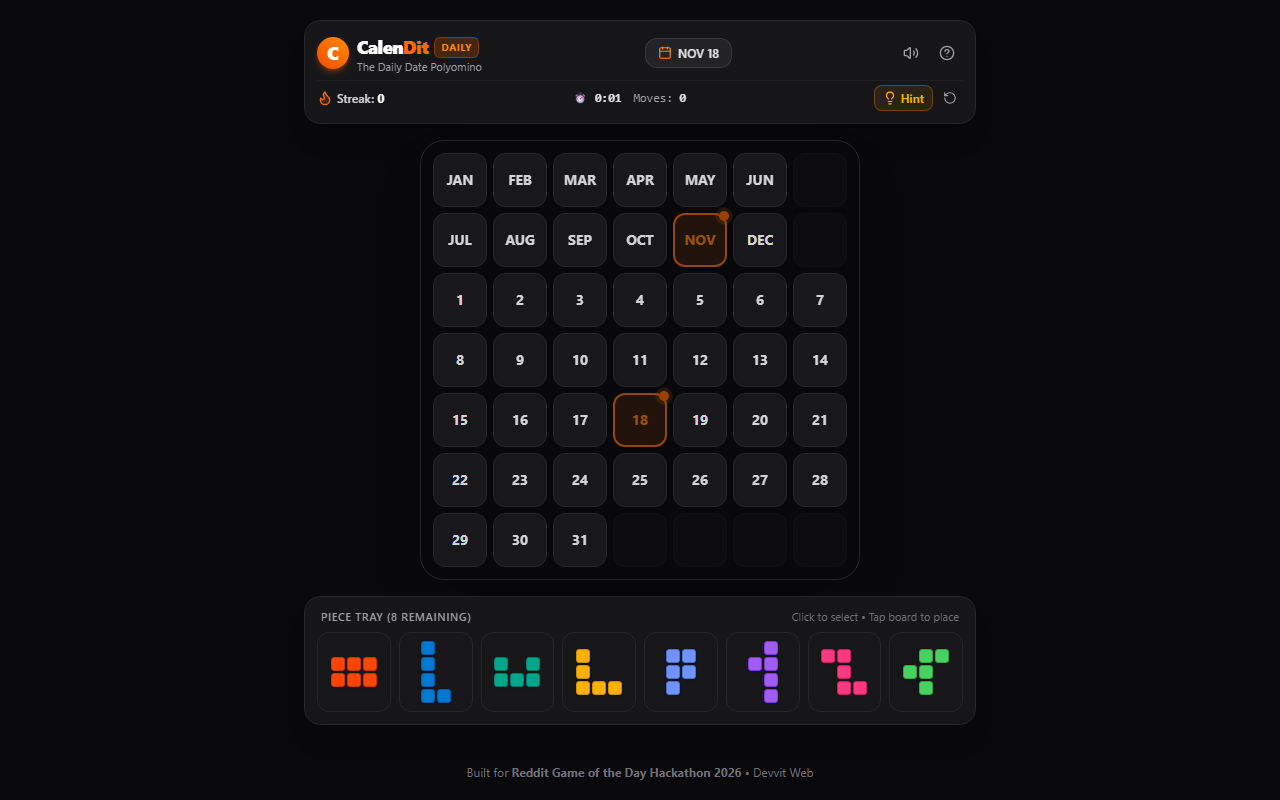 C CalenDit DAILY
The Daily Date Polyomino
NOV 18
Streak: 0
0:01 Moves: 0
Hint
JAN FEB MAR APR MAY JUN
JUL AUG SEP OCT NOV DEC
1 2 3 4 5 6 7
8 9 10 11 12 13 14
15 16 17 18 19 20 21
22 23 24 25 26 27 28
29 30 31
PIECE TRAY (8 REMAINING)
Click to select • Tap board to place
Built for Reddit Game of the Day Hackathon 2026 • Devvit Web